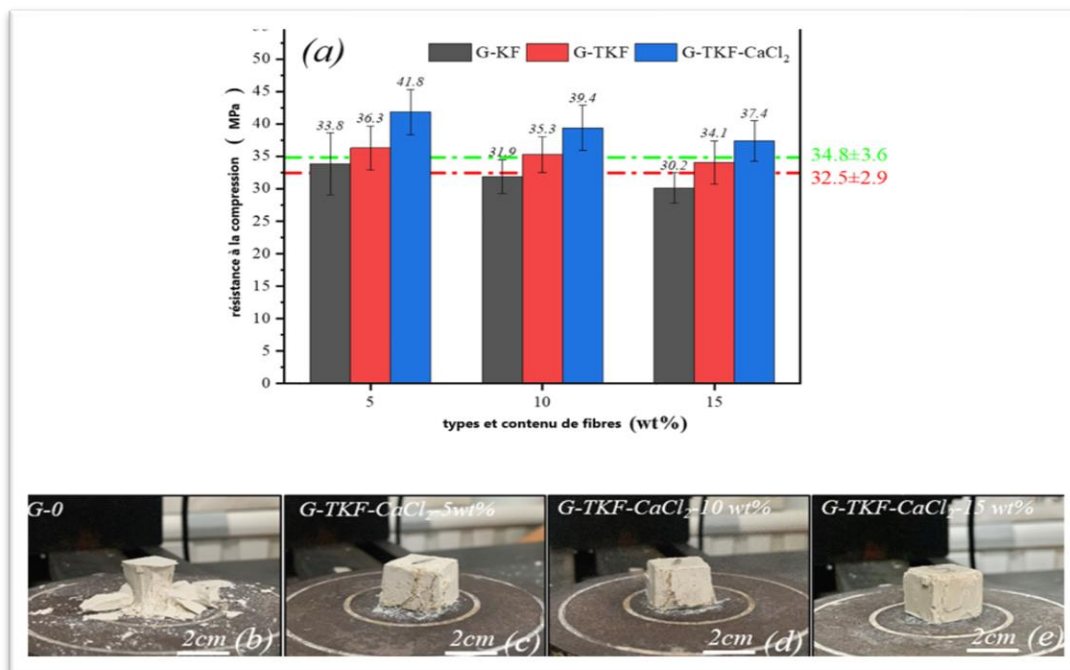 (a)
G-KF G-TKF G-TKF-CaCl₂
résistance à la compression ( MPa)
50
45
40
35
30
25
20
15
10
5
0
33.8 36.3 41.8
31.9 35.3 39.4
30.2 34.1 37.4
34.8±3.6
32.5±2.9
5 10 15
types et contenu de fibres (wt%)
G-0
2cm (b)
G-TKF-CaCl₂-5wt%
2cm (c)
G-TKF-CaCl₂-10 wt%
2cm (d)
G-TKF-CaCl₂-15 wt%
2cm (e)